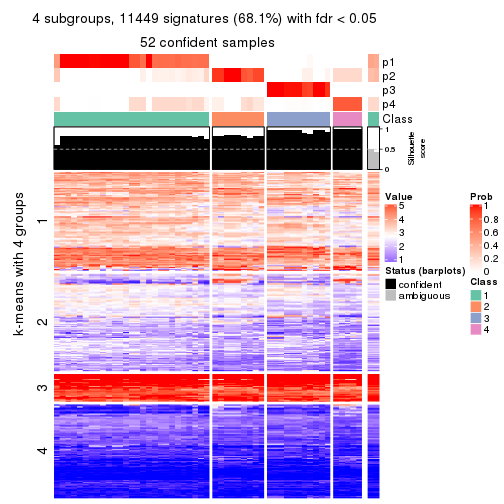 4 subgroups, 11449 signatures (68.1%) with fdr < 0.05
52 confident samples
p1
p2
p3
p4
Class
1
0.5
0
Silhouette
score
k-means with 4 groups
1
2
3
4
Value
5
4
3
2
1
Status (barplots)
confident
ambiguous
Prob
1
0.8
0.6
0.4
0.2
0
Class
1
2
3
4